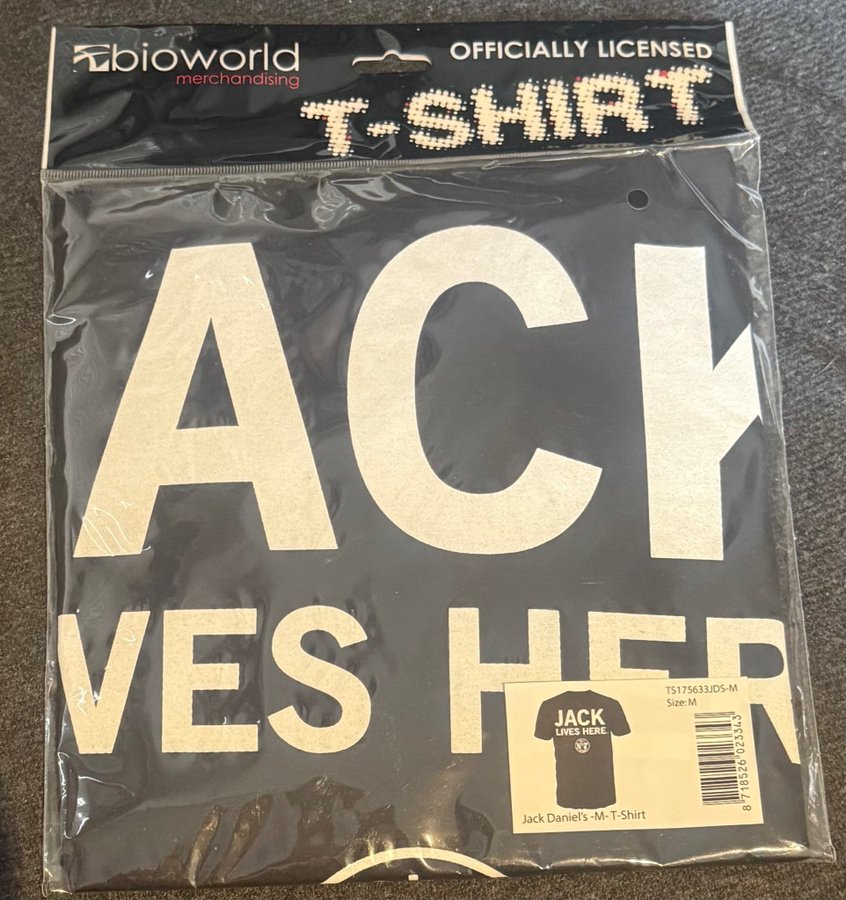 bioworld
merchandising
OFFICIALLY LICENSED
T-SHIRT
ACK
VES HER
TS175633JDS-M
Size: M
JACK
LIVES HERE
Nº7
Jack Daniel's -M- T-Shirt
8 718526 023343